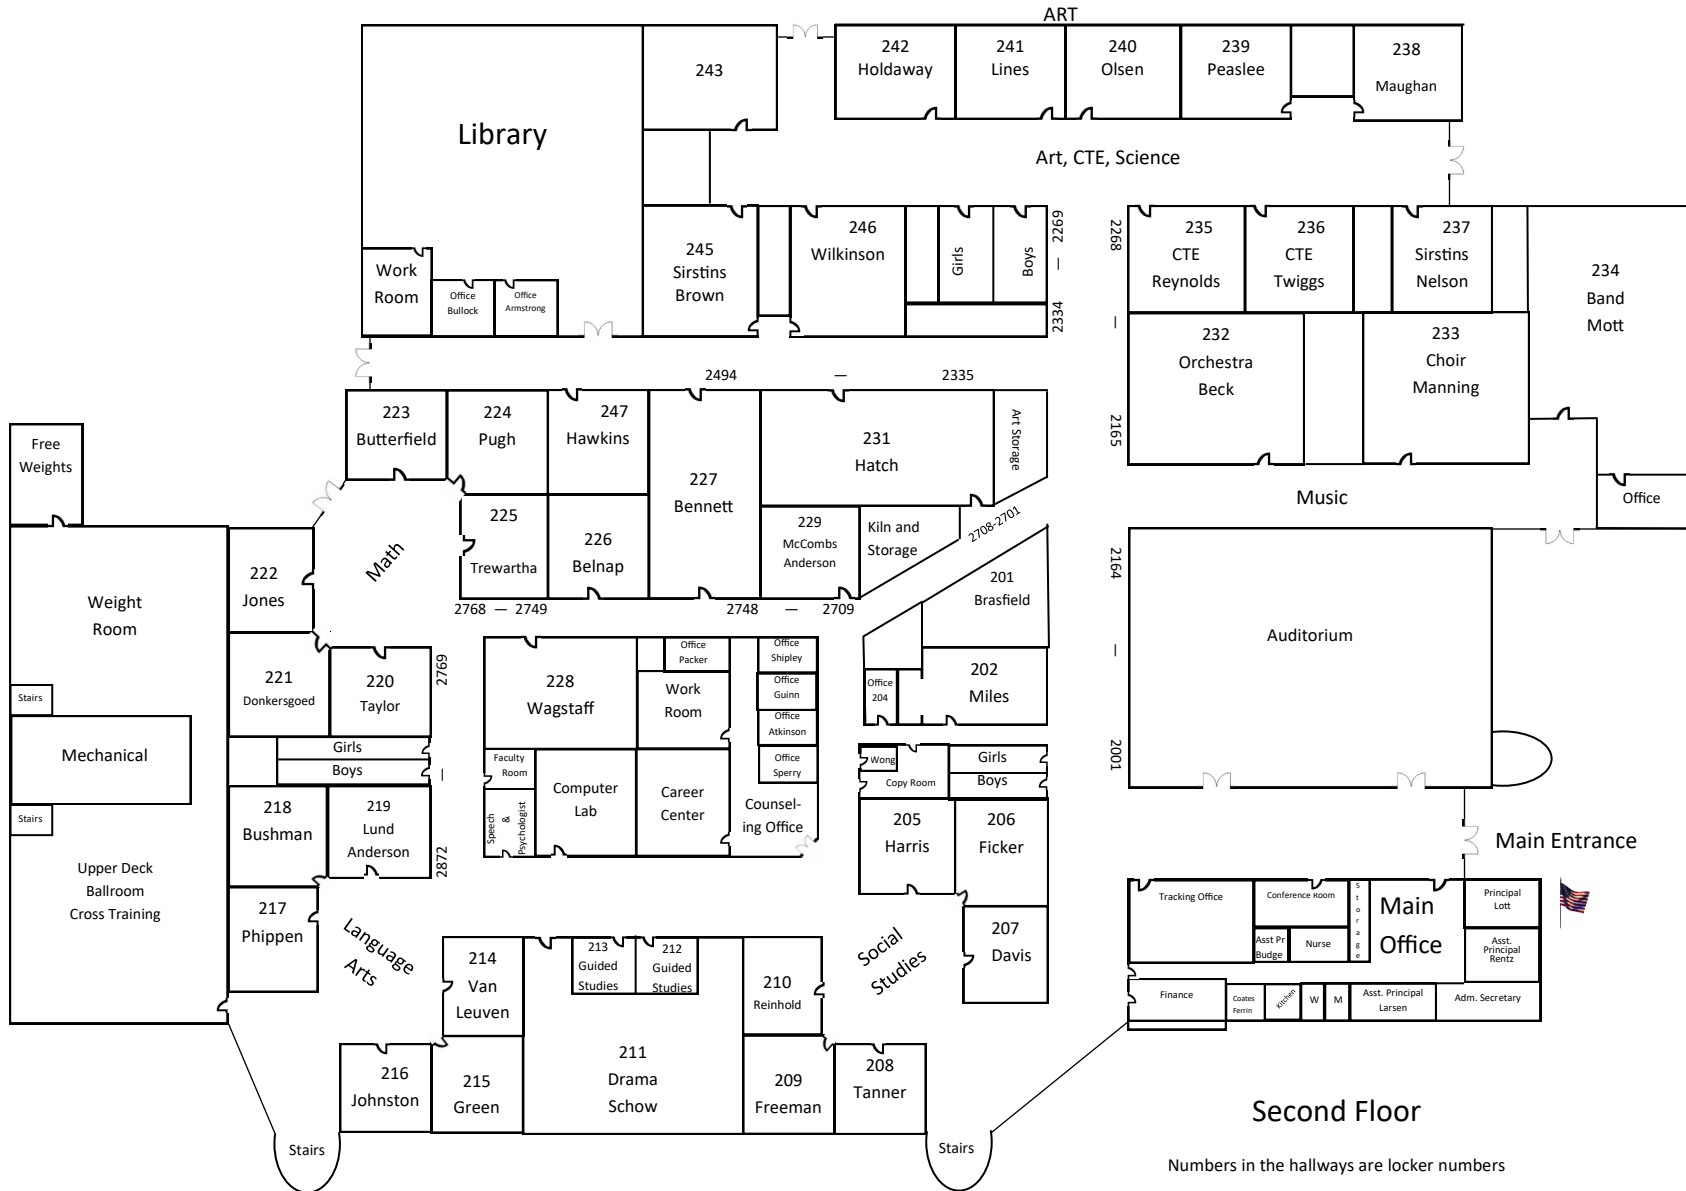 ART
242
Holdaway
241
Lines
240
Olsen
239
Peaslee
238
Maughan
243
Library
Art, CTE, Science
Work
Room
Office
Bullock
Office
Armstrong
245
Sirstins
Brown
246
Wilkinson
Girls
Boys
2269
—
2334
2268
—
2165
235
CTE
Reynolds
236
CTE
Twiggs
237
Sirstins
Nelson
234
Band
Mott
232
Orchestra
Beck
233
Choir
Manning
2494 — 2335
223
Butterfield
224
Pugh
247
Hawkins
227
Bennett
231
Hatch
Art Storage
Free
Weights
225
Trewartha
226
Belnap
229
McCombs
Anderson
Kiln and
Storage
2708-2701
Music
Office
Math
222
Jones
Weight
Room
2768 — 2749
2748 — 2709
201
Brasfield
2164
—
2001
Auditorium
221
Donkersgoed
220
Taylor
2769
—
2872
228
Wagstaff
Office
Packer
Work
Room
Office
Shipley
Office
Guinn
Office
Atkinson
Office
Sperry
Office
204
202
Miles
Stairs
Mechanical
Stairs
Girls
Boys
Faculty
Room
Speech
&
Psychologist
Computer
Lab
Career
Center
Counsel-
ing Office
Wong
Copy Room
Girls
Boys
218
Bushman
219
Lund
Anderson
205
Harris
206
Ficker
Main Entrance
Upper Deck
Ballroom
Cross Training
217
Phippen
Language
Arts
Social
Studies
207
Davis
Tracking Office
Conference Room
Storage
Main
Office
Principal
Lott
Asst Pr
Budge
Nurse
Asst.
Principal
Rentz
Finance
Coates
Ferrin
Kitchen
W
M
Asst. Principal
Larsen
Adm. Secretary
214
Van
Leuven
213
Guided
Studies
212
Guided
Studies
210
Reinhold
216
Johnston
215
Green
211
Drama
Schow
209
Freeman
208
Tanner
Stairs
Stairs
Second Floor
Numbers in the hallways are locker numbers